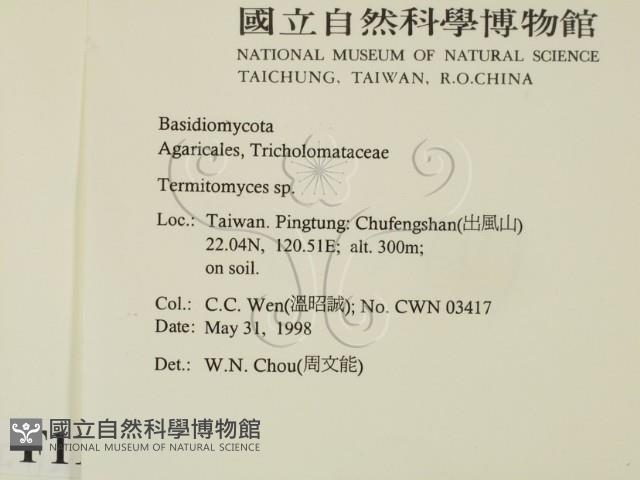 國立自然科學博物館
NATIONAL MUSEUM OF NATURAL SCIENCE
TAICHUNG, TAIWAN, R.O.CHINA
Basidiomycota
Agaricales, Tricholomataceae
Termitomyces sp.
Loc.: Taiwan. Pingtung: Chufengshan(出風山)
22.04N, 120.51E; alt. 300m;
on soil.
Col.: C.C. Wen(溫昭誠); No. CWN 03417
Date: May 31, 1998
Det.: W.N. Chou(周文能)
國立自然科學博物館
NATIONAL MUSEUM OF NATURAL SCIENCE